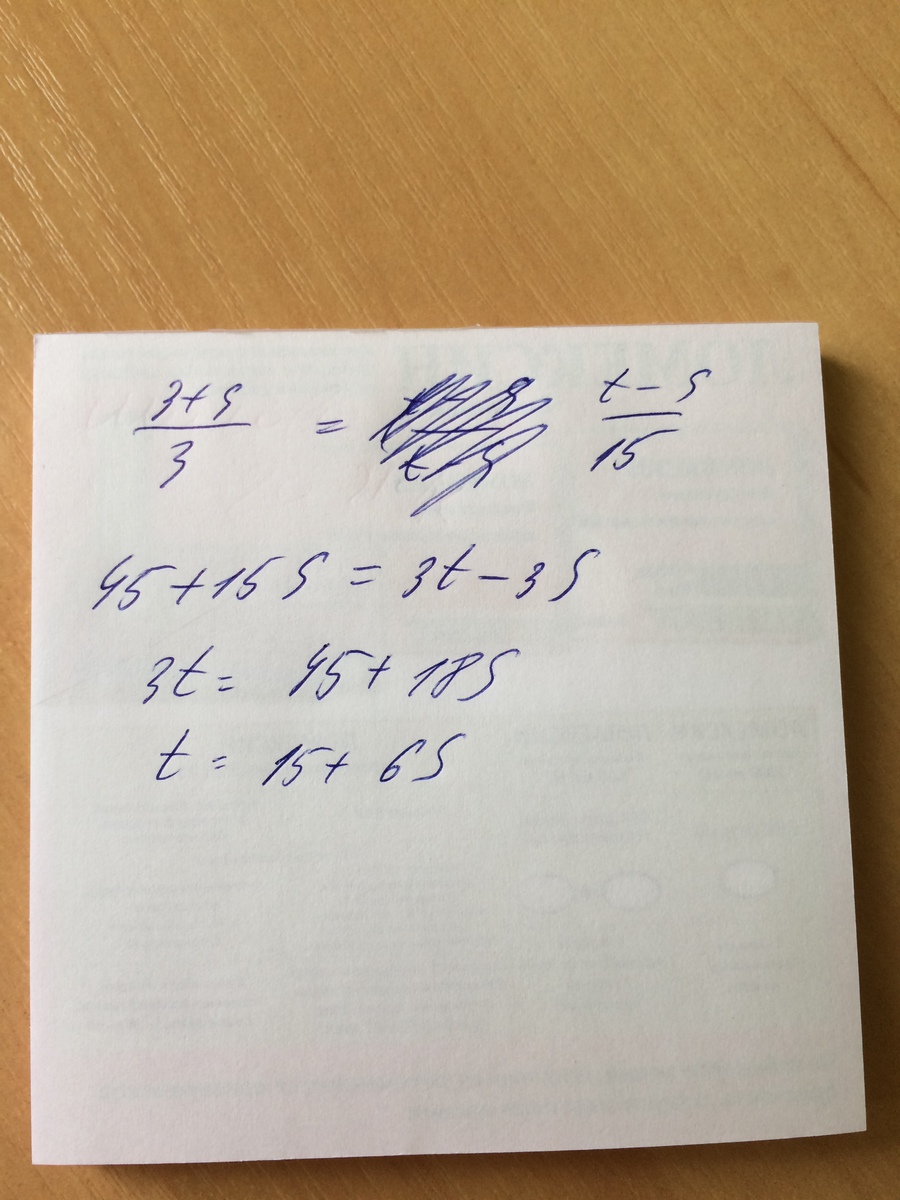 3+S/3 = t-S/15
45+15S = 3t-3S
3t= 45+18S
t= 15+6S